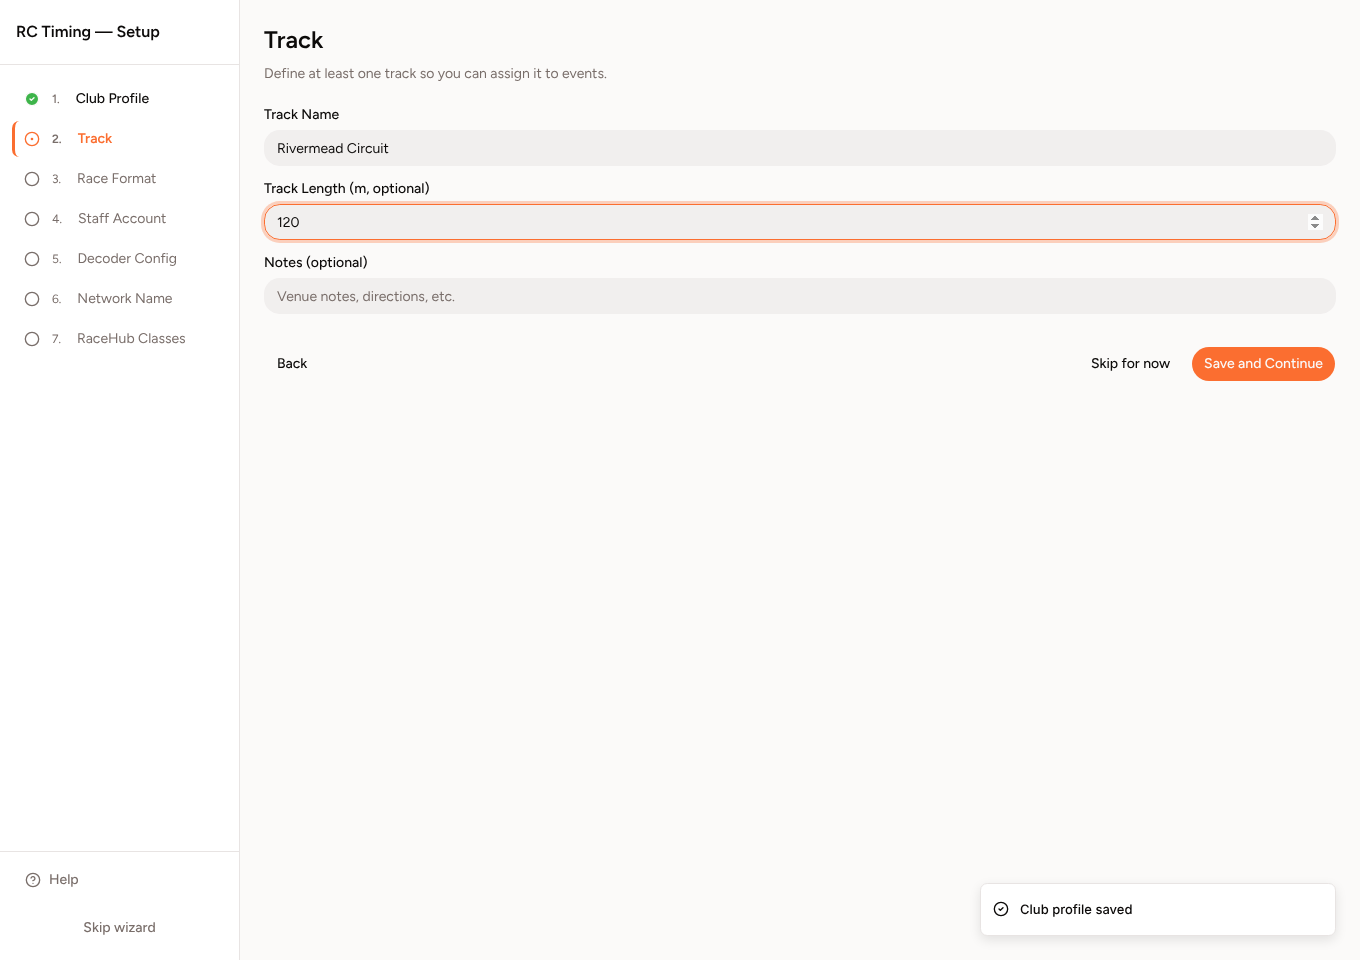 RC Timing — Setup
1. Club Profile
2. Track
3. Race Format
4. Staff Account
5. Decoder Config
6. Network Name
7. RaceHub Classes
Help
Skip wizard
Track
Define at least one track so you can assign it to events.
Track Name
Rivermead Circuit
Track Length (m, optional)
120
Notes (optional)
Venue notes, directions, etc.
Back
Skip for now
Save and Continue
Club profile saved